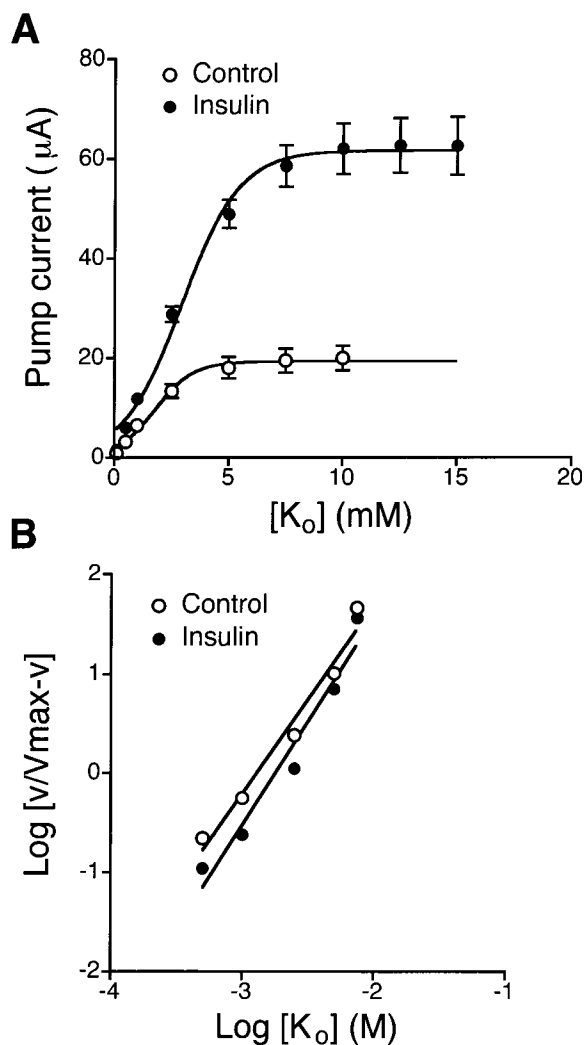 A
80
60
40
20
0
Pump current (μA)
Control
Insulin
0 5 10 15 20
[Kₒ] (mM)
B
2
1
0
-1
-2
Log [v/Vmax-v]
Control
Insulin
-4 -3 -2 -1
Log [Kₒ] (M)